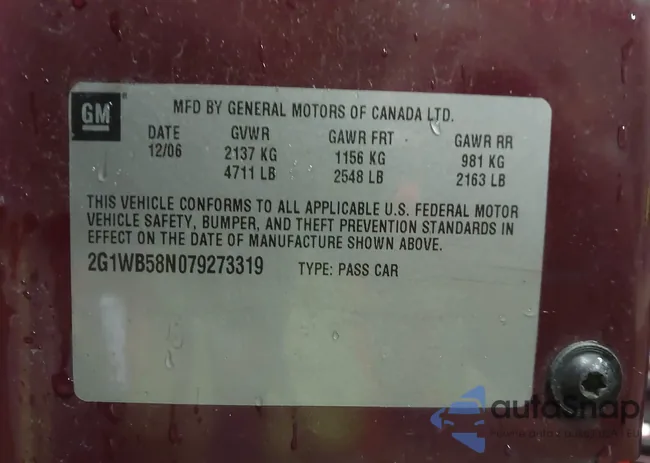 GM
MFD BY GENERAL MOTORS OF CANADA LTD.
DATE GVWR GAWR FRT GAWR RR
12/06 2137 KG 1156 KG 981 KG
4711 LB 2548 LB 2163 LB
THIS VEHICLE CONFORMS TO ALL APPLICABLE U.S. FEDERAL MOTOR
VEHICLE SAFETY, BUMPER, AND THEFT PREVENTION STANDARDS IN
EFFECT ON THE DATE OF MANUFACTURE SHOWN ABOVE.
2G1WB58N079273319 TYPE: PASS CAR
autoSnap